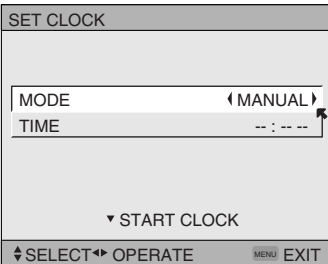 SET CLOCK
MODE MANUAL
TIME -- : -- --
START CLOCK
SELECT OPERATE MENU EXIT